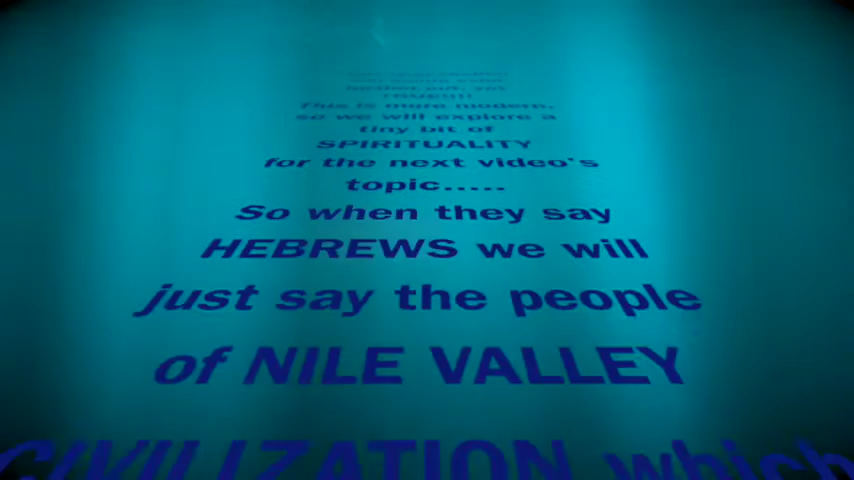 This is more modern,
so we will explore a
tiny bit of
SPIRITUALITY
for the next video's
topic.....
So when they say
HEBREWS we will
just say the people
of NILE VALLEY
CIVILIZATION which